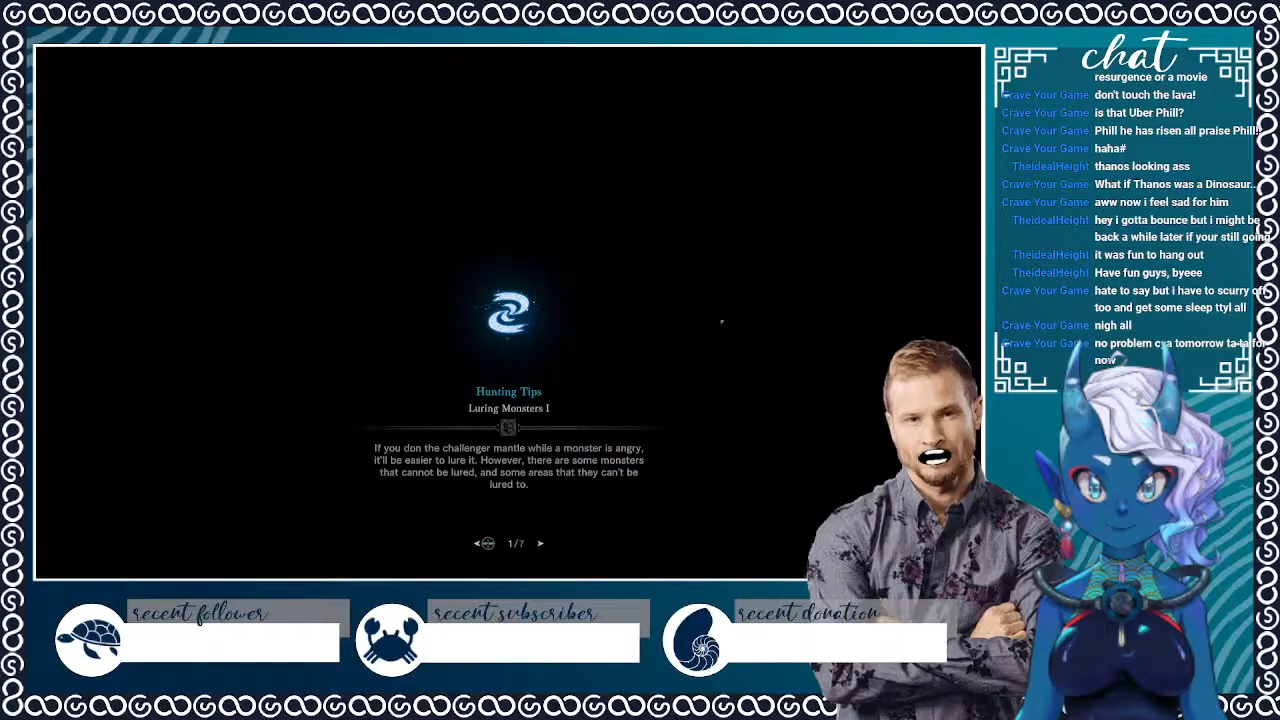 chat
resurgence or a movie
Crave Your Game don't touch the lava!
Crave Your Game is that Uber Phill?
Crave Your Game Phill he has risen all praise Phill!!
Crave Your Game haha#
TheidealHeight thanos looking ass
Crave Your Game What if Thanos was a Dinosaur..
Crave Your Game aww now i feel sad for him
TheidealHeight hey i gotta bounce but i might be
back a while later if your still going
TheidealHeight it was fun to hang out
TheidealHeight Have fun guys, byeee
Crave Your Game hate to say but i have to scurry off
too and get some sleep ttyl all
Crave Your Game nigh all
Crave Your Game no problem cya tomorrow ta-ta for
now
Hunting Tips
Luring Monsters I
If you don the challenger mantle while a monster is angry,
it'll be easier to lure it. However, there are some monsters
that cannot be lured, and some areas that they can't be
lured to.
1/7
recent follower
recent subscriber
recent donation